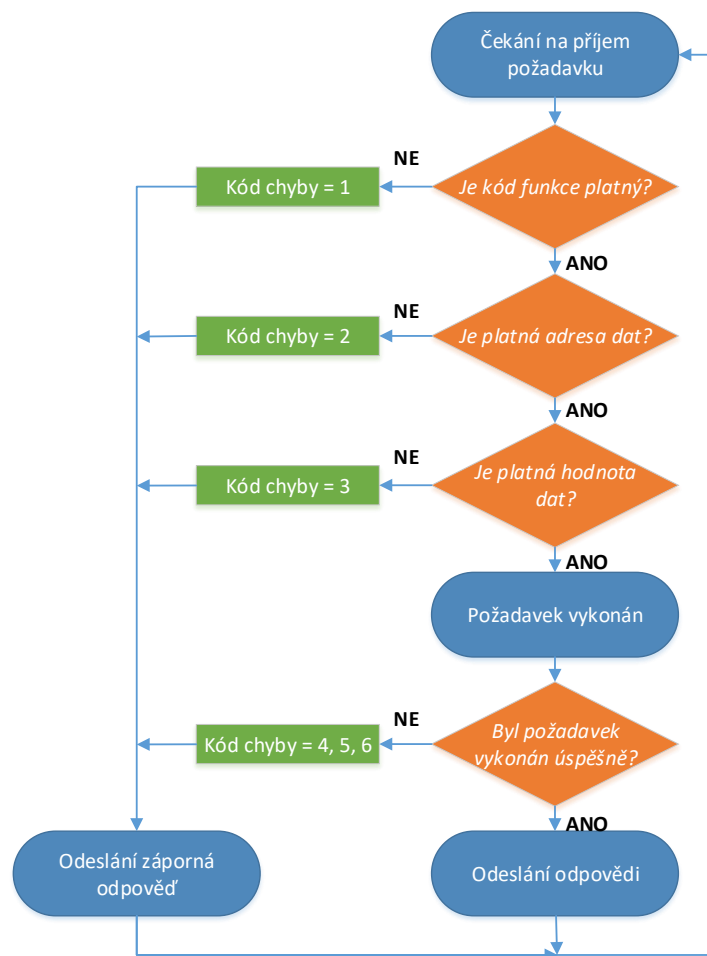 Čekání na příjem
požadavku
NE
Kód chyby = 1
Je kód funkce platný?
ANO
NE
Kód chyby = 2
Je platná adresa dat?
ANO
NE
Kód chyby = 3
Je platná hodnota
dat?
ANO
Požadavek vykonán
NE
Kód chyby = 4, 5, 6
Byl požadavek
vykonán úspěšně?
ANO
Odeslání záporná
odpověď
Odeslání odpovědi